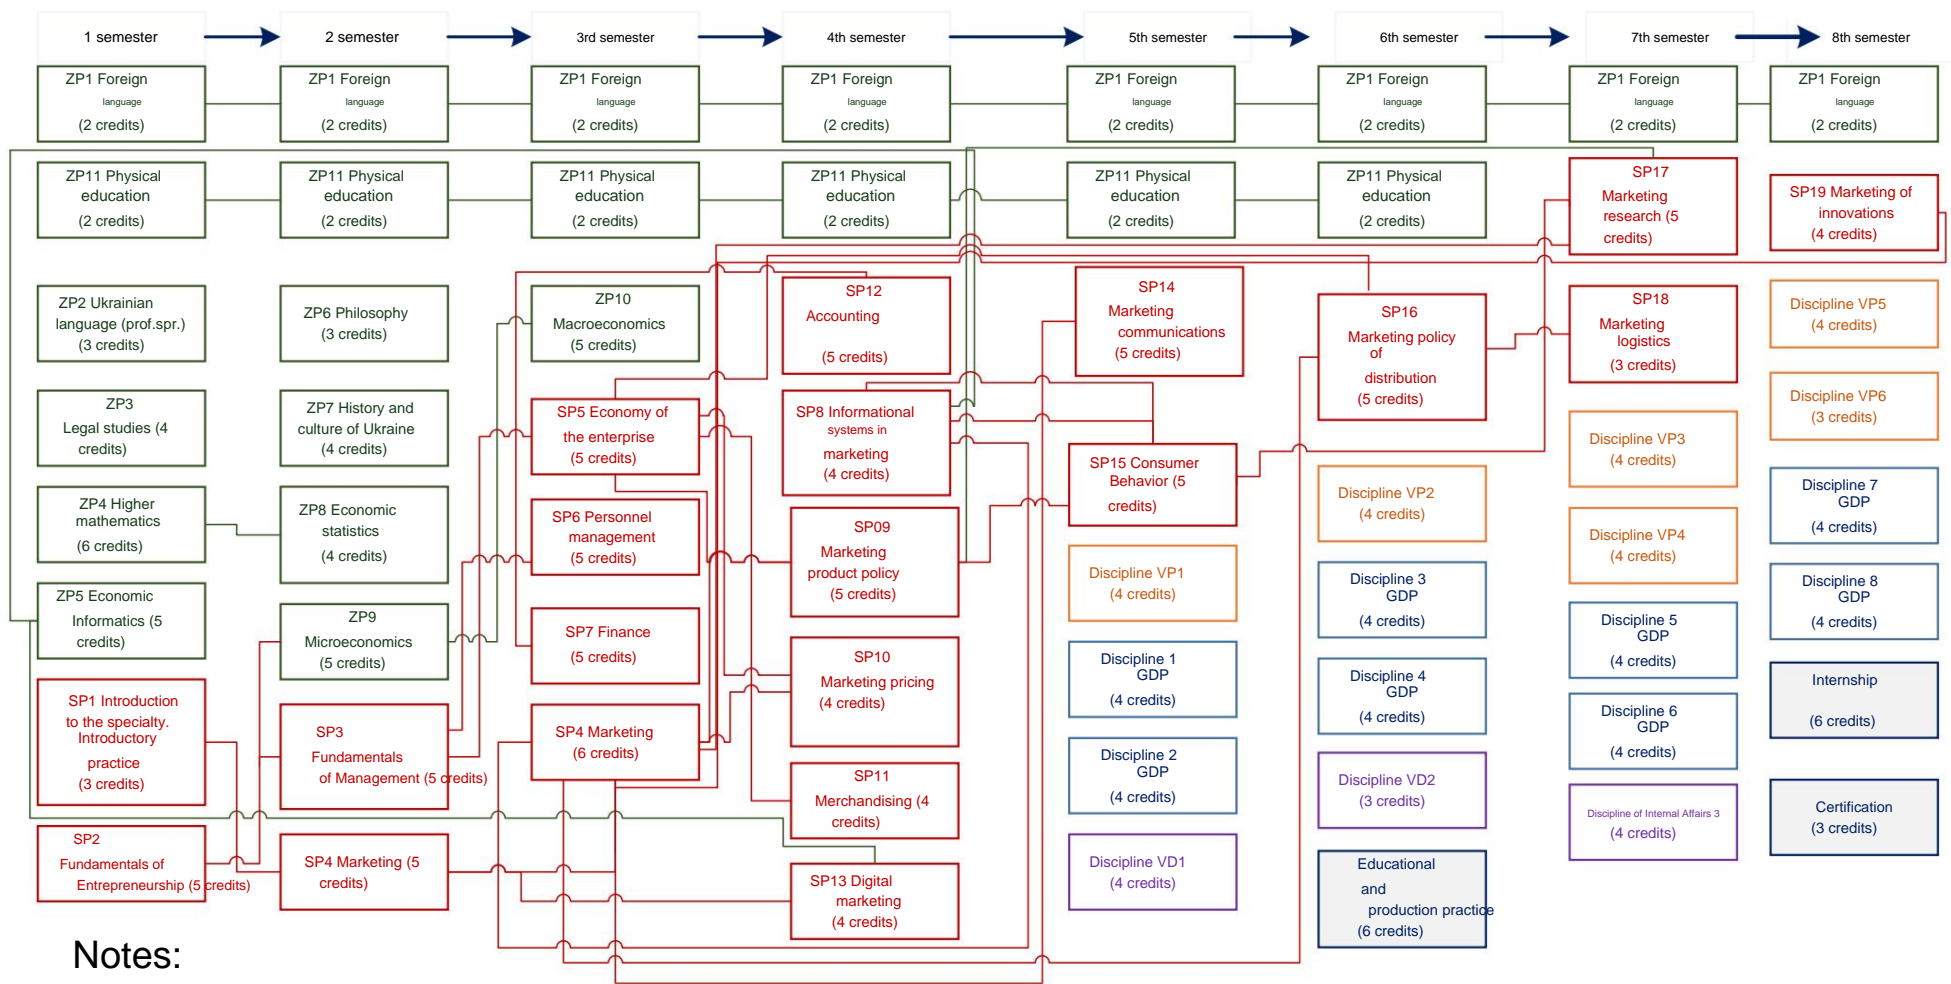 1 semester
2 semester
3rd semester
4th semester
5th semester
6th semester
7th semester
8th semester
ZP1 Foreign
language
(2 credits)
ZP1 Foreign
language
(2 credits)
ZP1 Foreign
language
(2 credits)
ZP1 Foreign
language
(2 credits)
ZP1 Foreign
language
(2 credits)
ZP1 Foreign
language
(2 credits)
ZP1 Foreign
language
(2 credits)
ZP1 Foreign
language
(2 credits)
ZP11 Physical
education
(2 credits)
ZP11 Physical
education
(2 credits)
ZP11 Physical
education
(2 credits)
ZP11 Physical
education
(2 credits)
ZP11 Physical
education
(2 credits)
ZP11 Physical
education
(2 credits)
SP17
Marketing
research (5
credits)
SP19 Marketing of
innovations
(4 credits)
ZP2 Ukrainian
language (prof.spr.)
(3 credits)
ZP6 Philosophy
(3 credits)
ZP10
Macroeconomics
(5 credits)
SP12
Accounting
(5 credits)
SP14
Marketing
communications
(5 credits)
SP16
Marketing policy
of
distribution
(5 credits)
SP18
Marketing
logistics
(3 credits)
Discipline VP5
(4 credits)
ZP3
Legal studies (4
credits)
ZP7 History and
culture of Ukraine
(4 credits)
SP5 Economy of
the enterprise
(5 credits)
SP8 Informational
systems in
marketing
(4 credits)
SP15 Consumer
Behavior (5
credits)
Discipline VP2
(4 credits)
Discipline VP3
(4 credits)
Discipline VP6
(3 credits)
ZP4 Higher
mathematics
(6 credits)
ZP8 Economic
statistics
(4 credits)
SP6 Personnel
management
(5 credits)
SP09
Marketing
product policy
(5 credits)
Discipline VP1
(4 credits)
Discipline 3
GDP
(4 credits)
Discipline VP4
(4 credits)
Discipline 7
GDP
(4 credits)
ZP5 Economic
Informatics (5
credits)
ZP9
Microeconomics
(5 credits)
SP7 Finance
(5 credits)
SP10
Marketing pricing
(4 credits)
Discipline 1
GDP
(4 credits)
Discipline 4
GDP
(4 credits)
Discipline 5
GDP
(4 credits)
Discipline 8
GDP
(4 credits)
SP1 Introduction
to the specialty.
Introductory
practice
(3 credits)
SP3
Fundamentals
of Management (5 credits)
SP4 Marketing
(6 credits)
SP11
Merchandising (4
credits)
Discipline 2
GDP
(4 credits)
Discipline VD2
(3 credits)
Discipline 6
GDP
(4 credits)
Internship
(6 credits)
SP2
Fundamentals of
Entrepreneurship (5 credits)
SP4 Marketing (5
credits)
SP13 Digital
marketing
(4 credits)
Discipline VD1
(4 credits)
Educational
and
production practice
(6 credits)
Discipline of Internal Affairs 3
(4 credits)
Certification
(3 credits)
Notes: